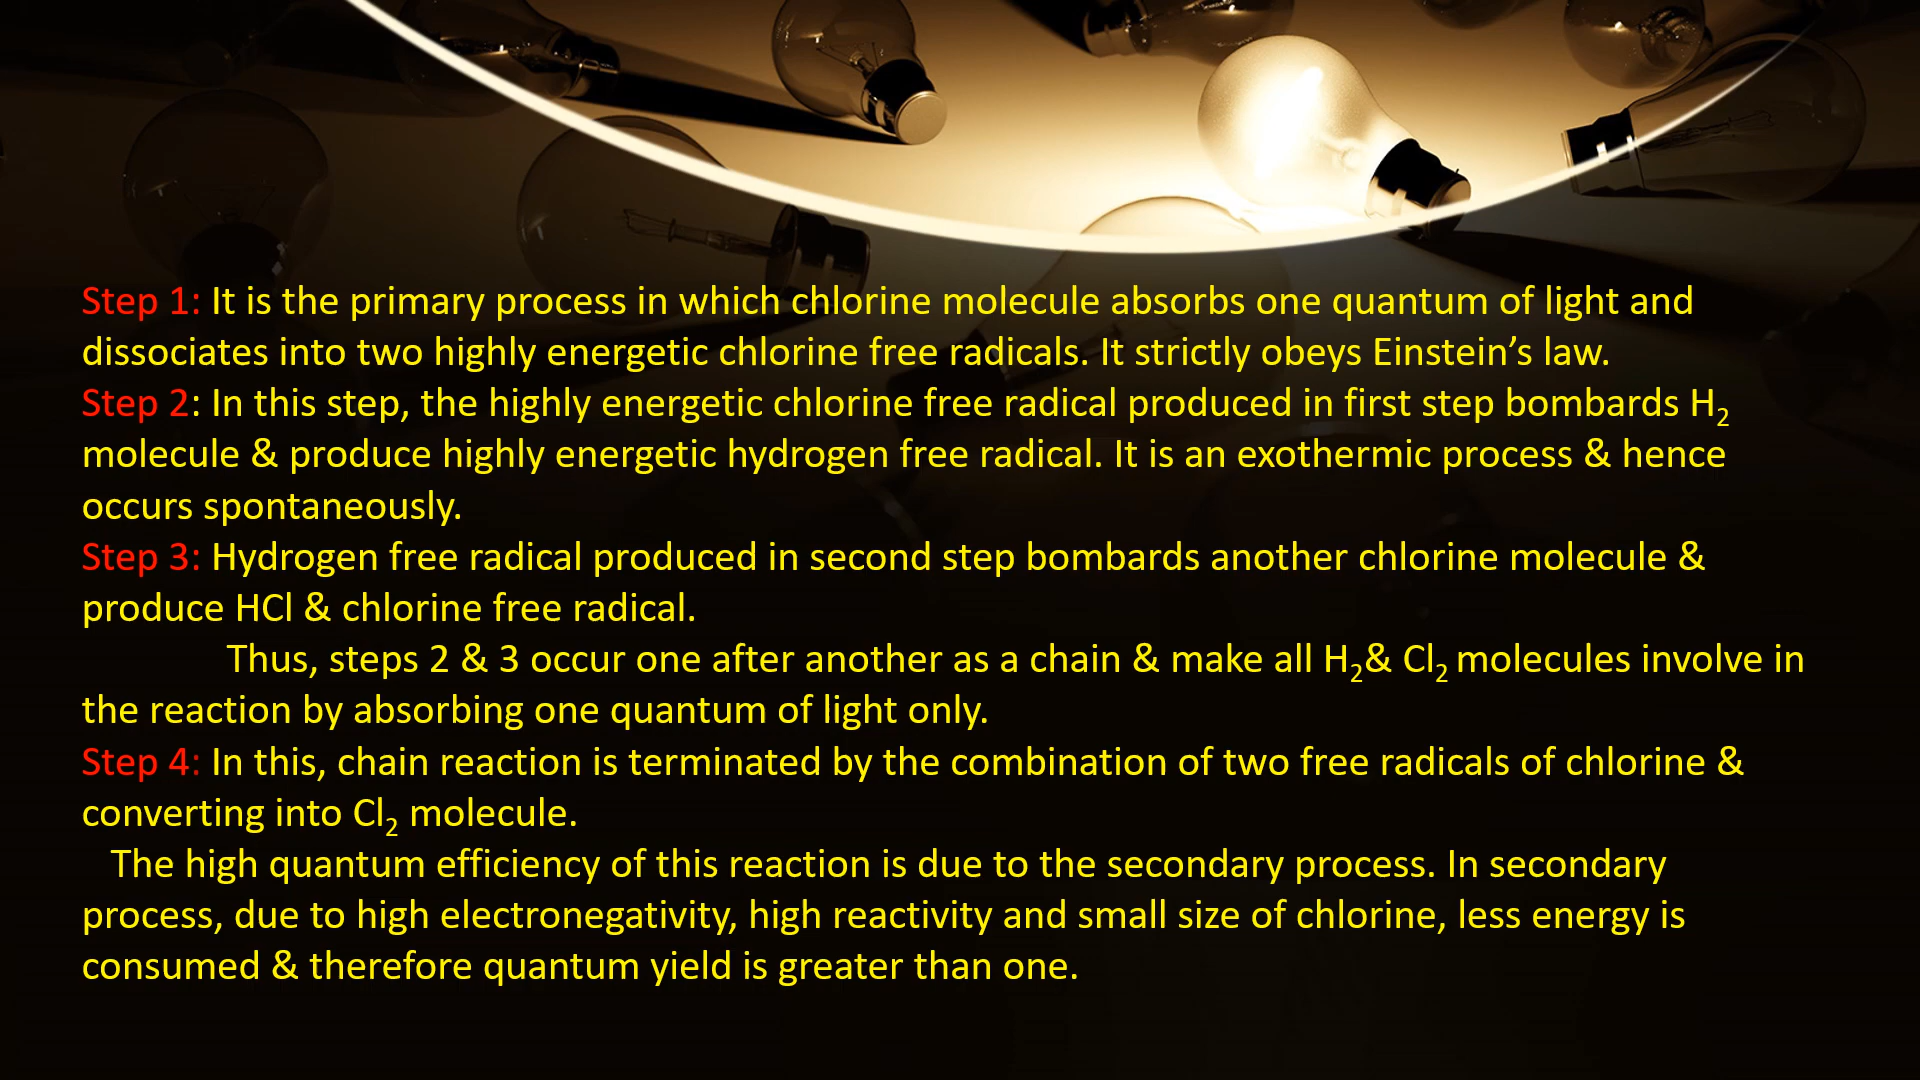 Step 1: It is the primary process in which chlorine molecule absorbs one quantum of light and
dissociates into two highly energetic chlorine free radicals. It strictly obeys Einstein’s law.
Step 2: In this step, the highly energetic chlorine free radical produced in first step bombards H₂
molecule & produce highly energetic hydrogen free radical. It is an exothermic process & hence
occurs spontaneously.
Step 3: Hydrogen free radical produced in second step bombards another chlorine molecule &
produce HCl & chlorine free radical.
Thus, steps 2 & 3 occur one after another as a chain & make all H₂& Cl₂ molecules involve in
the reaction by absorbing one quantum of light only.
Step 4: In this, chain reaction is terminated by the combination of two free radicals of chlorine &
converting into Cl₂ molecule.
The high quantum efficiency of this reaction is due to the secondary process. In secondary
process, due to high electronegativity, high reactivity and small size of chlorine, less energy is
consumed & therefore quantum yield is greater than one.